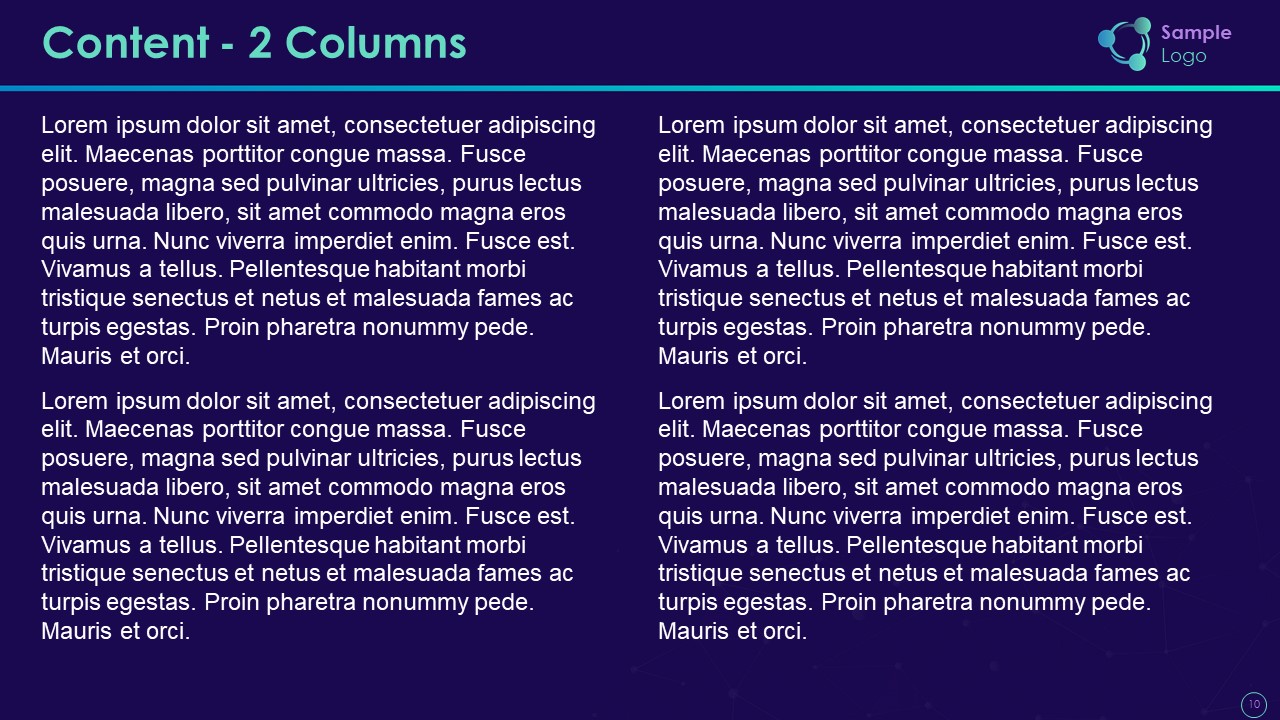 Content - 2 Columns
Sample
Logo
Lorem ipsum dolor sit amet, consectetuer adipiscing
elit. Maecenas porttitor congue massa. Fusce
posuere, magna sed pulvinar ultricies, purus lectus
malesuada libero, sit amet commodo magna eros
quis urna. Nunc viverra imperdiet enim. Fusce est.
Vivamus a tellus. Pellentesque habitant morbi
tristique senectus et netus et malesuada fames ac
turpis egestas. Proin pharetra nonummy pede.
Mauris et orci.
Lorem ipsum dolor sit amet, consectetuer adipiscing
elit. Maecenas porttitor congue massa. Fusce
posuere, magna sed pulvinar ultricies, purus lectus
malesuada libero, sit amet commodo magna eros
quis urna. Nunc viverra imperdiet enim. Fusce est.
Vivamus a tellus. Pellentesque habitant morbi
tristique senectus et netus et malesuada fames ac
turpis egestas. Proin pharetra nonummy pede.
Mauris et orci.
Lorem ipsum dolor sit amet, consectetuer adipiscing
elit. Maecenas porttitor congue massa. Fusce
posuere, magna sed pulvinar ultricies, purus lectus
malesuada libero, sit amet commodo magna eros
quis urna. Nunc viverra imperdiet enim. Fusce est.
Vivamus a tellus. Pellentesque habitant morbi
tristique senectus et netus et malesuada fames ac
turpis egestas. Proin pharetra nonummy pede.
Mauris et orci.
Lorem ipsum dolor sit amet, consectetuer adipiscing
elit. Maecenas porttitor congue massa. Fusce
posuere, magna sed pulvinar ultricies, purus lectus
malesuada libero, sit amet commodo magna eros
quis urna. Nunc viverra imperdiet enim. Fusce est.
Vivamus a tellus. Pellentesque habitant morbi
tristique senectus et netus et malesuada fames ac
turpis egestas. Proin pharetra nonummy pede.
Mauris et orci.
10